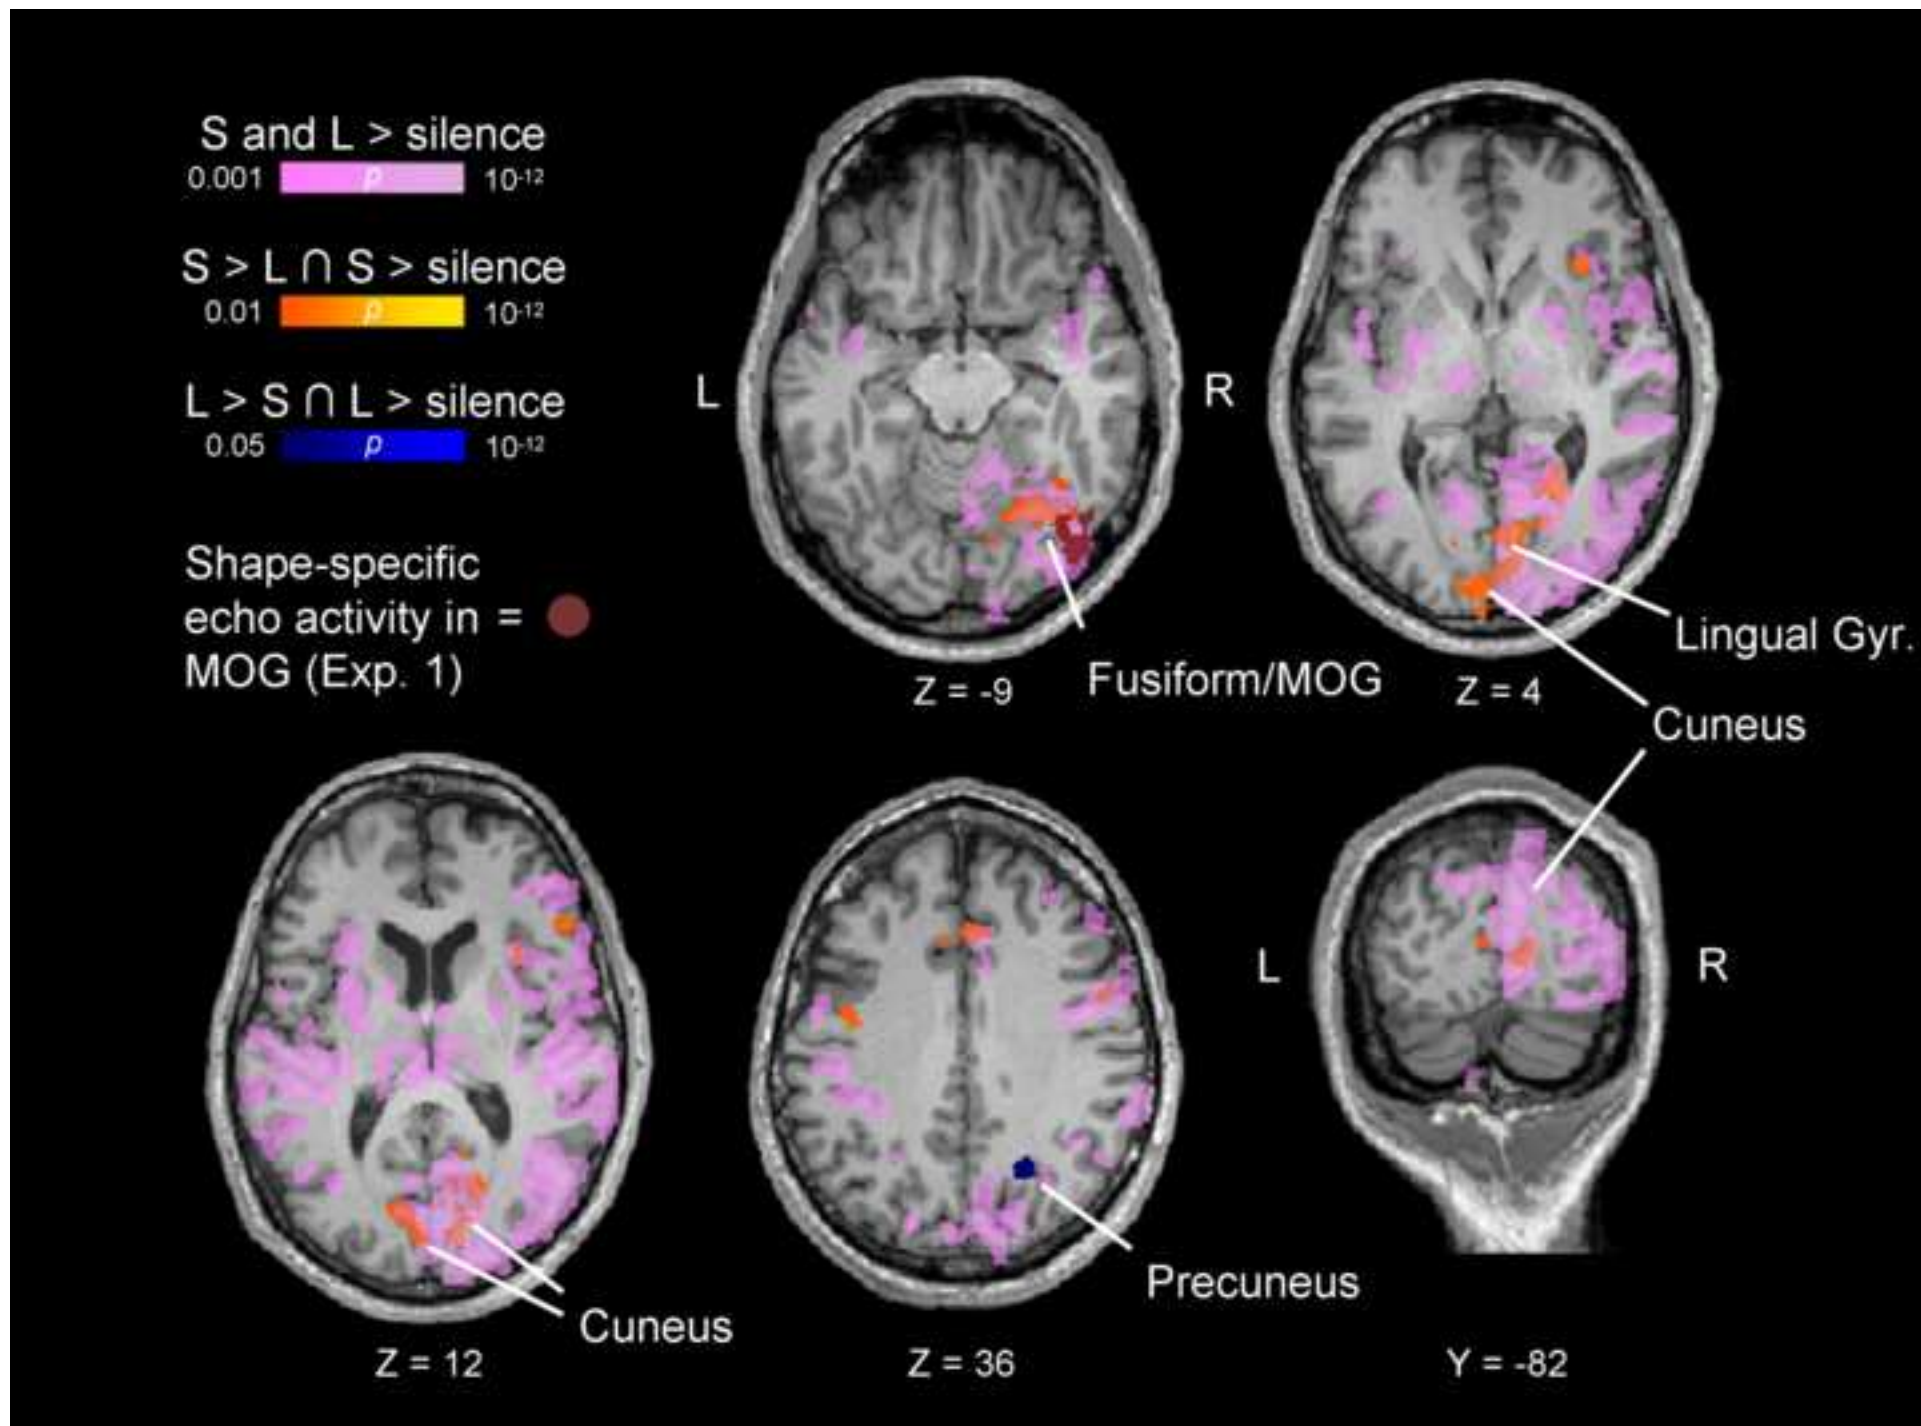 S and L > silence
0.001 p 10-12
S > L ∩ S > silence
0.01 p 10-12
L > S ∩ L > silence
0.05 p 10-12
Shape-specific
echo activity in =
MOG (Exp. 1)
L
R
Lingual Gyr.
Fusiform/MOG
Z = -9
Z = 4
Cuneus
L
R
Precuneus
Cuneus
Z = 12
Z = 36
Y = -82